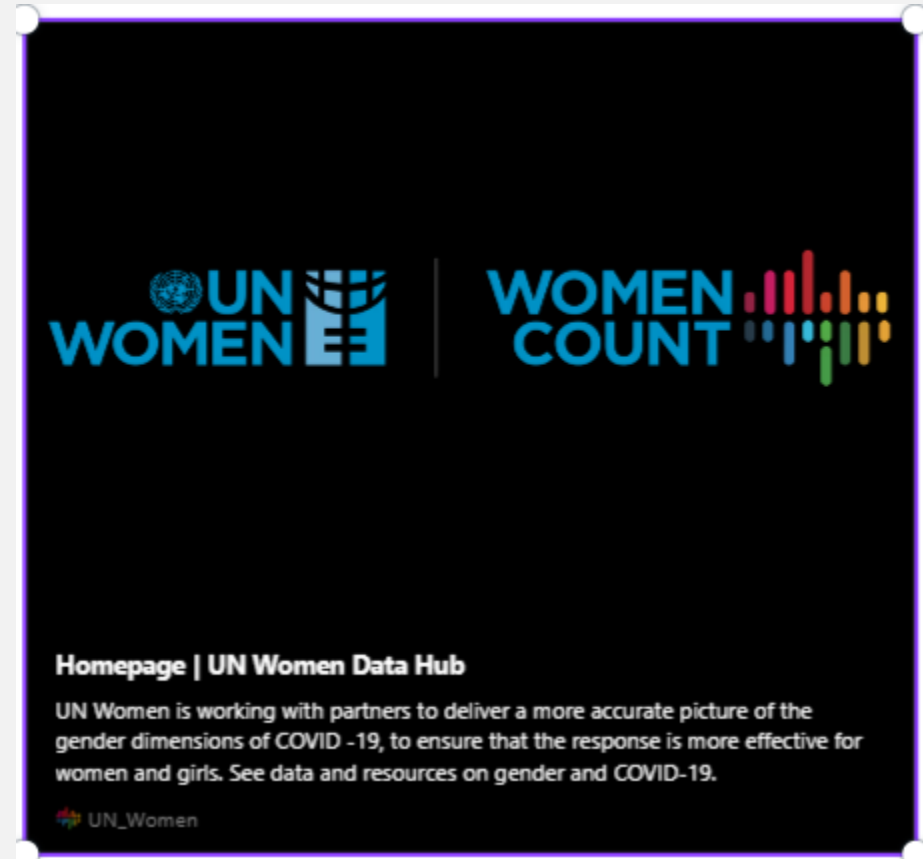 UN WOMEN
WOMEN COUNT
Homepage | UN Women Data Hub
UN Women is working with partners to deliver a more accurate picture of the
gender dimensions of COVID -19, to ensure that the response is more effective for
women and girls. See data and resources on gender and COVID-19.
UN_Women